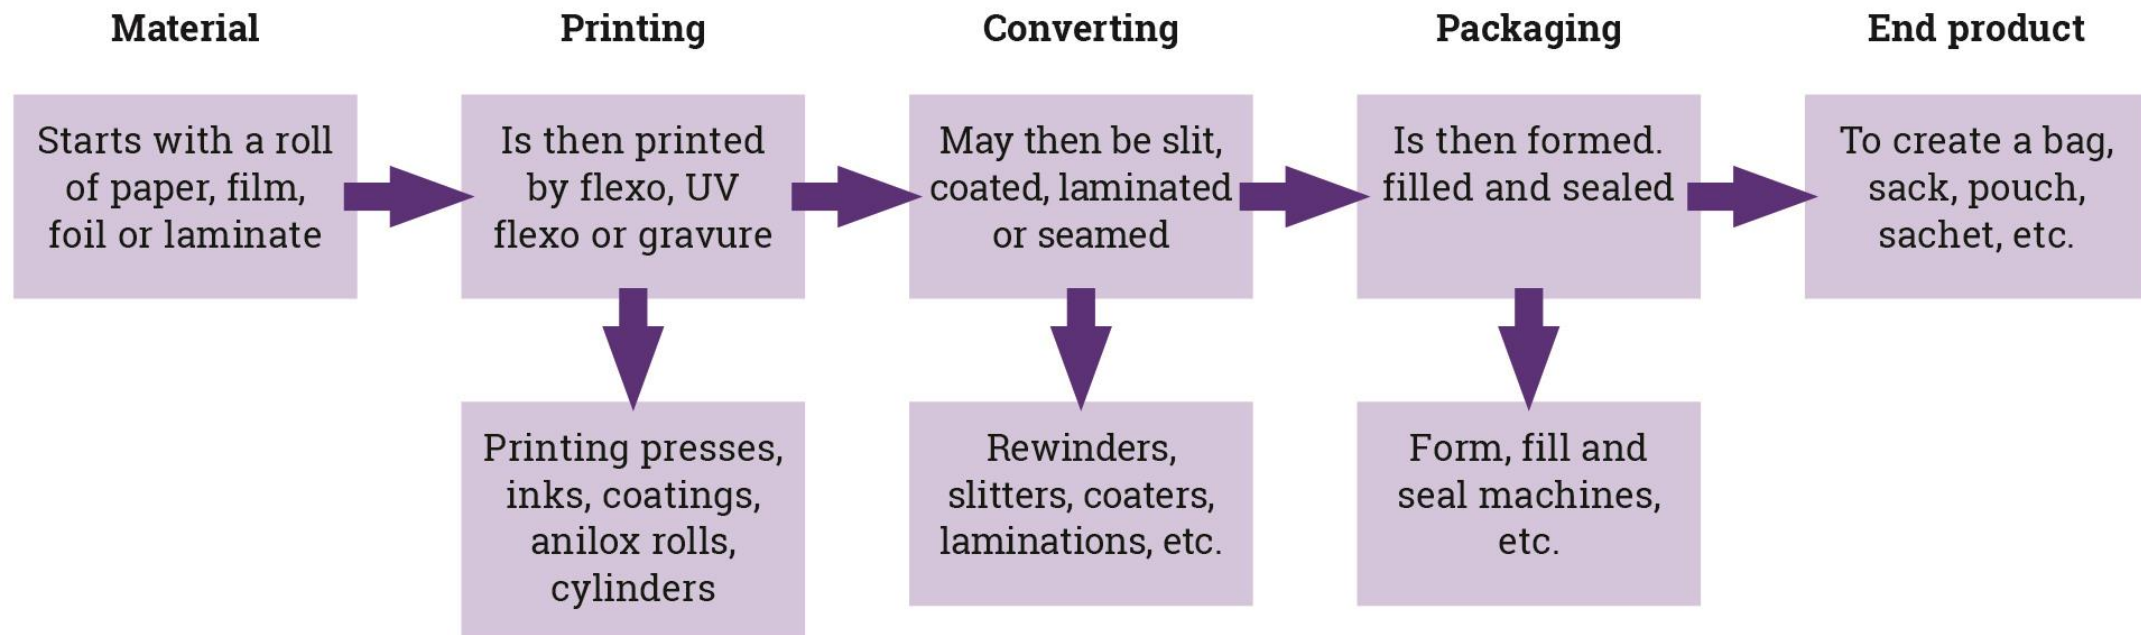 Material
Printing
Converting
Packaging
End product
Starts with a roll
of paper, film,
foil or laminate
Is then printed
by flexo, UV
flexo or gravure
May then be slit,
coated, laminated
or seamed
Is then formed.
filled and sealed
To create a bag,
sack, pouch,
sachet, etc.
Printing presses,
inks, coatings,
anilox rolls,
cylinders
Rewinders,
slitters, coaters,
laminations, etc.
Form, fill and
seal machines,
etc.